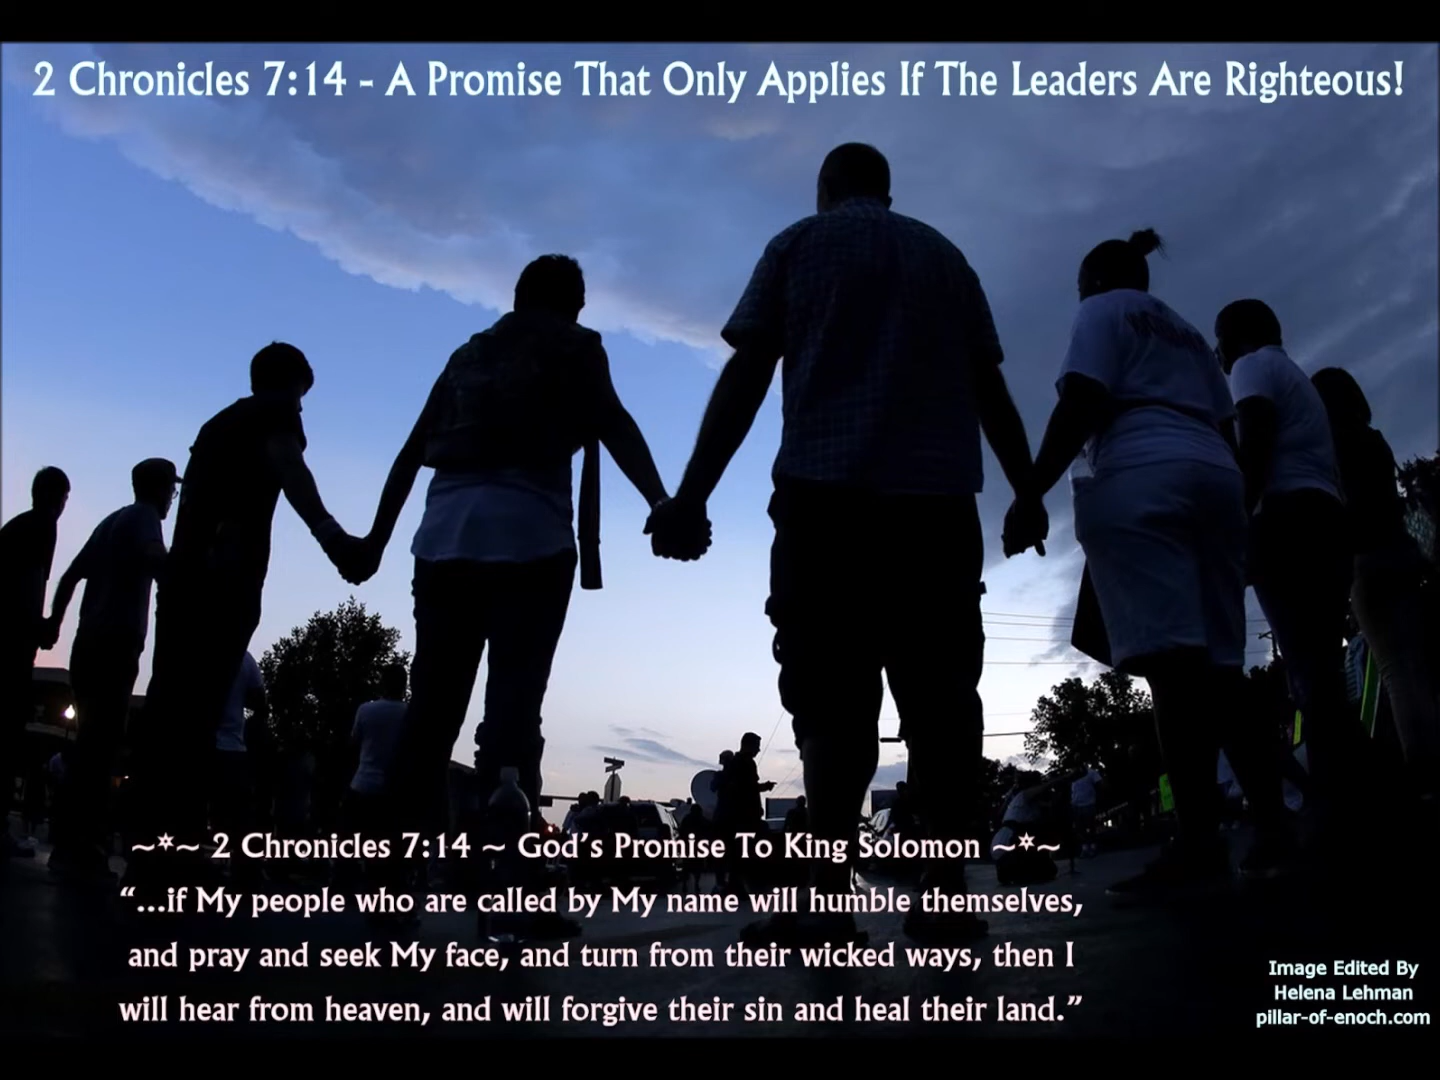 2 Chronicles 7:14 - A Promise That Only Applies If The Leaders Are Righteous!
~*~ 2 Chronicles 7:14 ~ God's Promise To King Solomon ~*~
“...if My people who are called by My name will humble themselves,
and pray and seek My face, and turn from their wicked ways, then I
will hear from heaven, and will forgive their sin and heal their land.”
Image Edited By
Helena Lehman
pillar-of-enoch.com